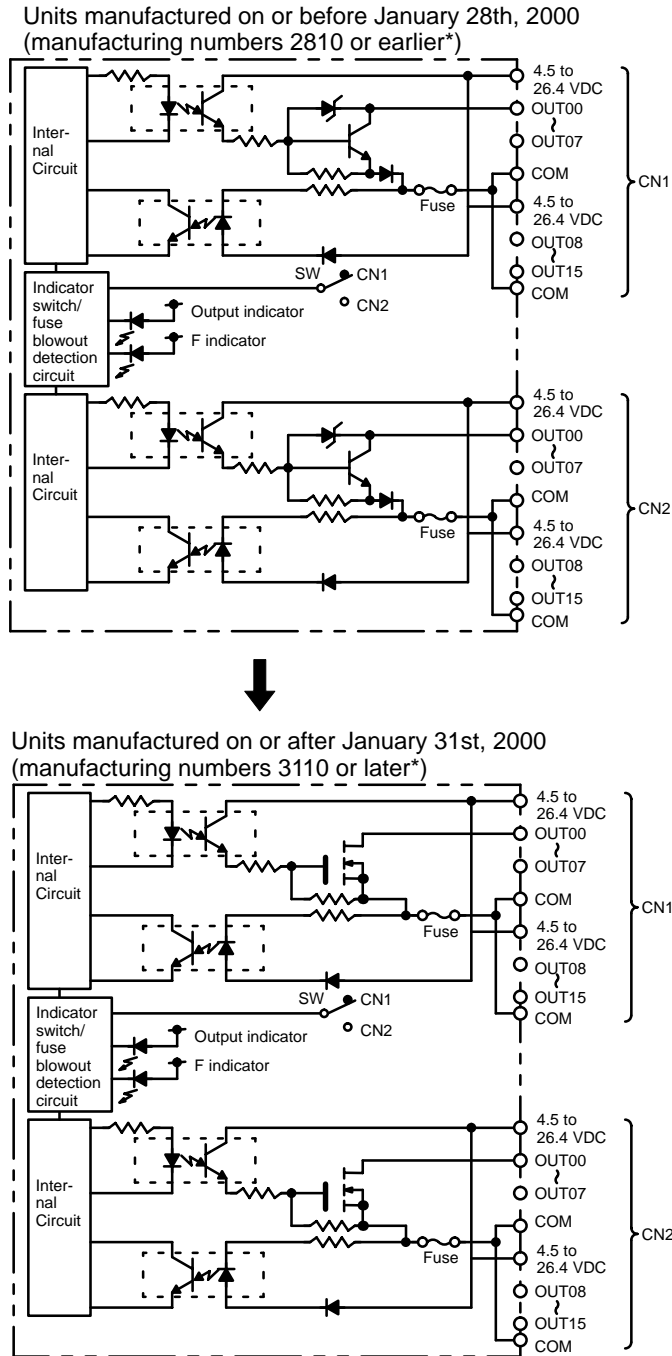 Units manufactured on or before January 28th, 2000
(manufacturing numbers 2810 or earlier*)
Inter-
nal
Circuit
4.5 to
26.4 VDC
OUT00
~
OUT07
COM
CN1
Fuse
4.5 to
26.4 VDC
OUT08
~
OUT15
COM
Indicator
switch/
fuse
blowout
detection
circuit
SW
CN1
CN2
Output indicator
F indicator
Inter-
nal
Circuit
4.5 to
26.4 VDC
OUT00
~
OUT07
COM
CN2
Fuse
4.5 to
26.4 VDC
OUT08
~
OUT15
COM
Units manufactured on or after January 31st, 2000
(manufacturing numbers 3110 or later*)
Inter-
nal
Circuit
4.5 to
26.4 VDC
OUT00
~
OUT07
COM
CN1
Fuse
4.5 to
26.4 VDC
OUT08
~
OUT15
COM
Indicator
switch/
fuse
blowout
detection
circuit
SW
CN1
CN2
Output indicator
F indicator
Inter-
nal
Circuit
4.5 to
26.4 VDC
OUT00
~
OUT07
COM
CN2
Fuse
4.5 to
26.4 VDC
OUT08
~
OUT15
COM